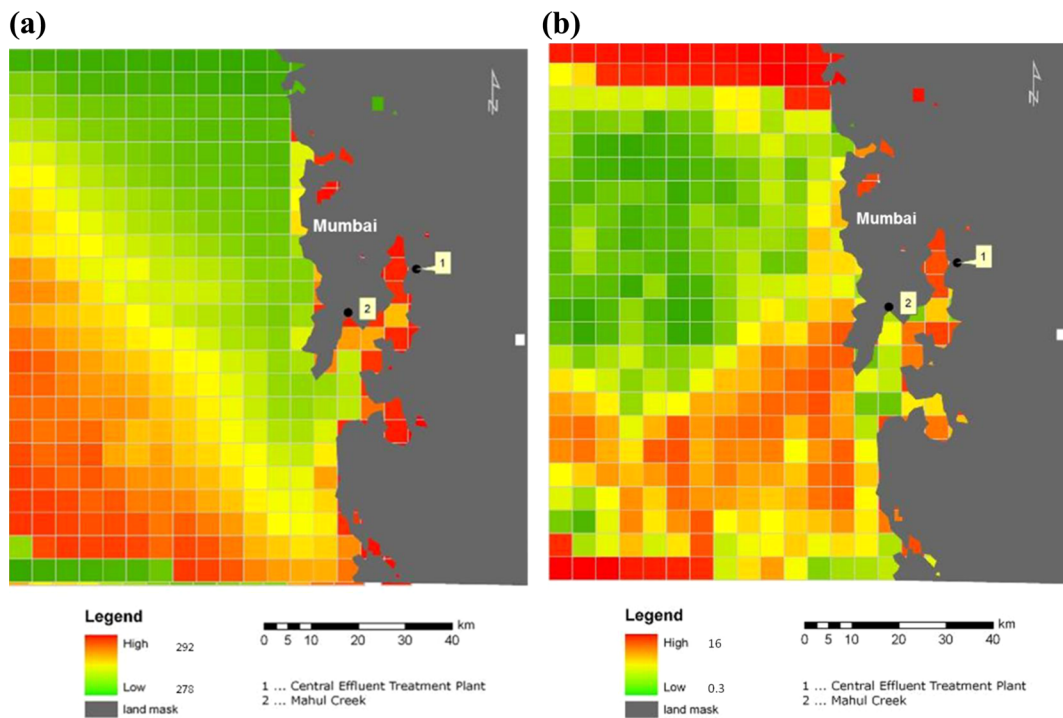 (a)
N
Mumbai
1
2
Legend
High 292
Low 278
land mask
0 5 10 20 30 40 km
1 ... Central Effluent Treatment Plant
2 ... Mahul Creek
(b)
N
Mumbai
1
2
Legend
High 16
Low 0.3
land mask
0 5 10 20 30 40 km
1 ... Central Effluent Treatment Plant
2 ... Mahul Creek